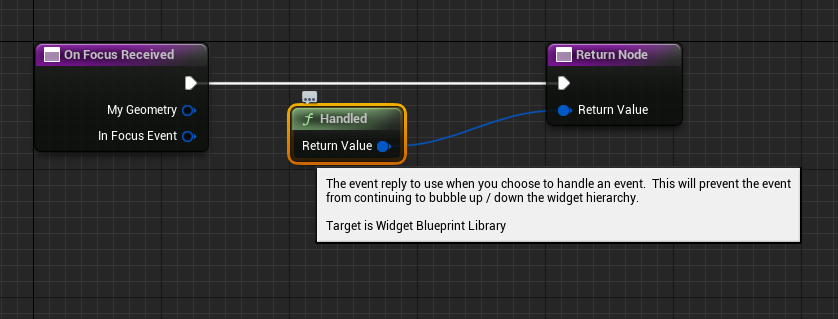 On Focus Received
Return Node
My Geometry
Return Value
In Focus Event
f Handled
Return Value
The event reply to use when you choose to handle an event.  This will prevent the event
from continuing to bubble up / down the widget hierarchy.
Target is Widget Blueprint Library